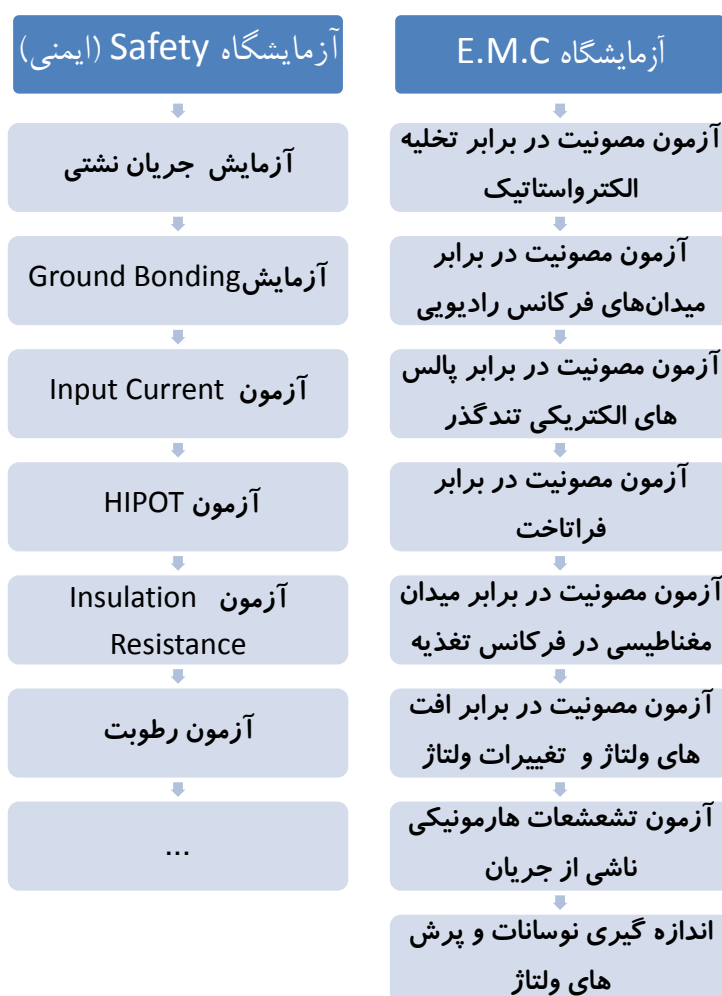 آزمایشگاه E.M.C
آزمون مصونیت در برابر تخلیه
الکترواستاتیک
آزمون مصونیت در برابر
میدان‌های فرکانس رادیویی
آزمون مصونیت در برابر پالس
های الکتریکی تندگذر
آزمون مصونیت در برابر
فراتاخت
آزمون مصونیت در برابر میدان
مغناطیسی در فرکانس تغذیه
آزمون مصونیت در برابر افت
های ولتاژ و تغییرات ولتاژ
آزمون تشعشعات هارمونیکی
ناشی از جریان
اندازه گیری نوسانات و پرش
های ولتاژ
آزمایشگاه Safety (ایمنی)
آزمایش جریان نشتی
آزمایش Ground Bonding
آزمون Input Current
آزمون HIPOT
آزمون Insulation
Resistance
آزمون رطوبت
...